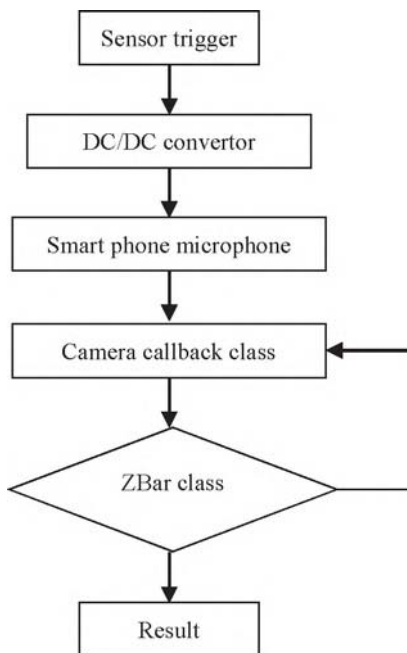 Sensor trigger
DC/DC convertor
Smart phone microphone
Camera callback class
ZBar class
Result